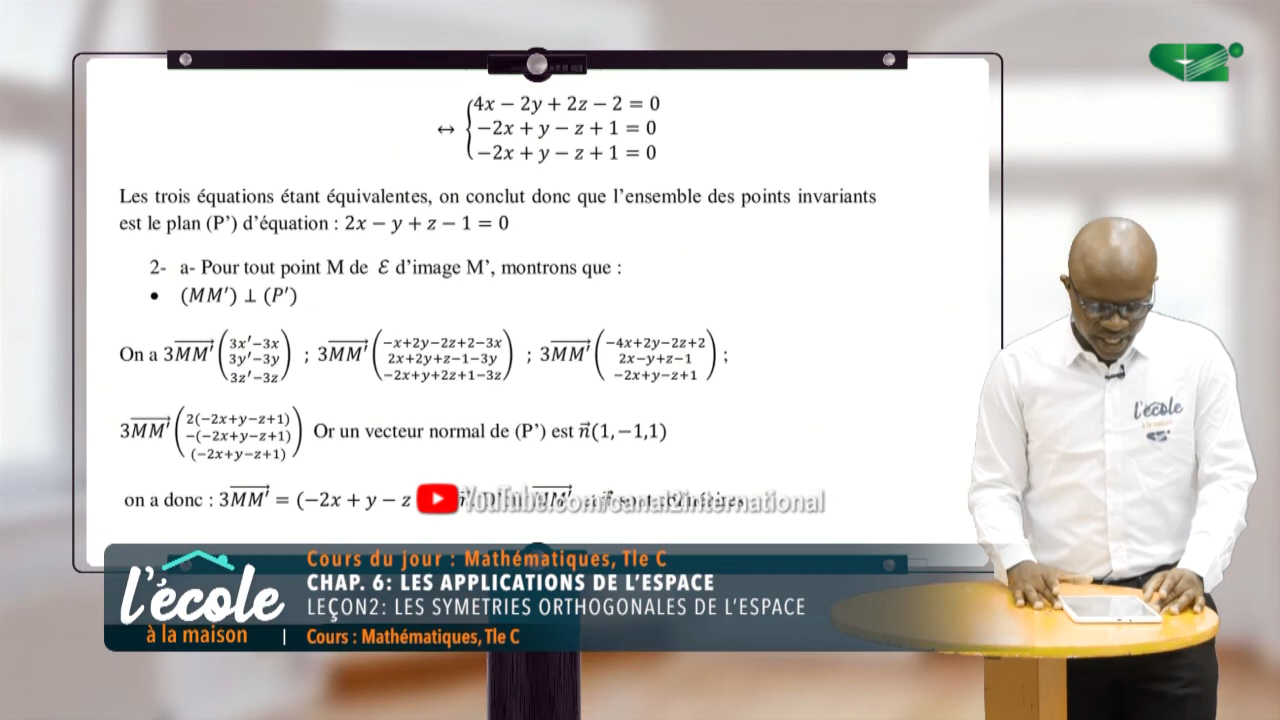 ↔ {4x − 2y + 2z − 2 = 0
−2x + y − z + 1 = 0
−2x + y − z + 1 = 0
Les trois équations étant équivalentes, on conclut donc que l’ensemble des points invariants
est le plan (P’) d’équation : 2x − y + z − 1 = 0
2- a- Pour tout point M de ℰ d’image M’, montrons que :
• (MM′) ⊥ (P′)
On a 3MM′⃗ (3x′−3x 3y′−3y 3z′−3z) ; 3MM′⃗ (−x+2y−2z+2−3x 2x+2y+z−1−3y −2x+y+2z+1−3z) ; 3MM′⃗ (−4x+2y−2z+2 2x−y+z−1 −2x+y−z+1) ;
3MM′⃗ (2(−2x+y−z+1) −(−2x+y−z+1) (−2x+y−z+1)) Or un vecteur normal de (P’) est n⃗(1,−1,1)
on a donc : 3MM′⃗ = (−2x + y − z
YouTube.com/canal2international
l'école
à la maison
Cours du jour : Mathématiques, Tle C
CHAP. 6: LES APPLICATIONS DE L’ESPACE
LEÇON2: LES SYMETRIES ORTHOGONALES DE L’ESPACE
Cours : Mathématiques, Tle C
l'école
à la maison